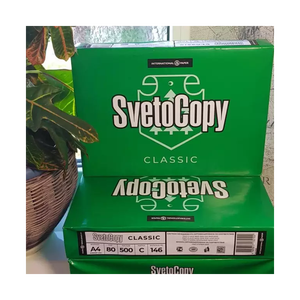 INTERNATIONAL PAPER
SvetoCopy
CLASSIC
SvetoCopy
SvetoCopy CLASSIC
A4 80 500 C 146
SvetoCopy